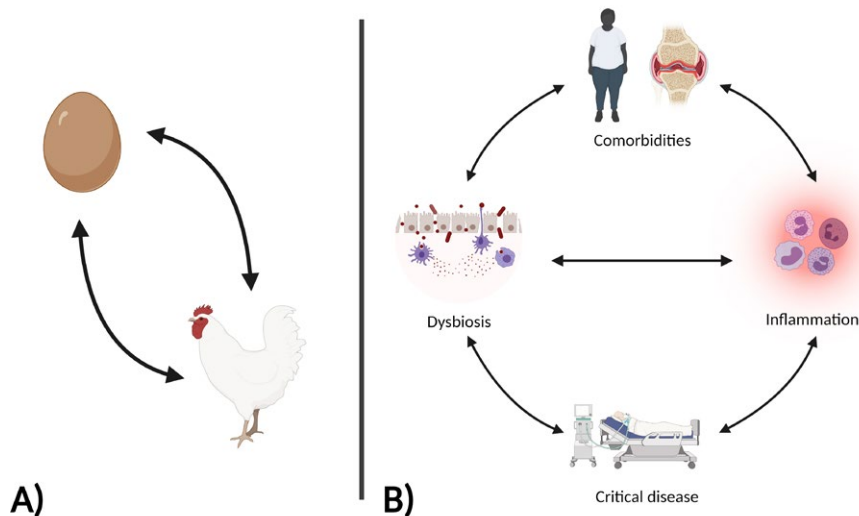 Comorbidities
Dysbiosis
Inflammation
Critical disease
A)
B)